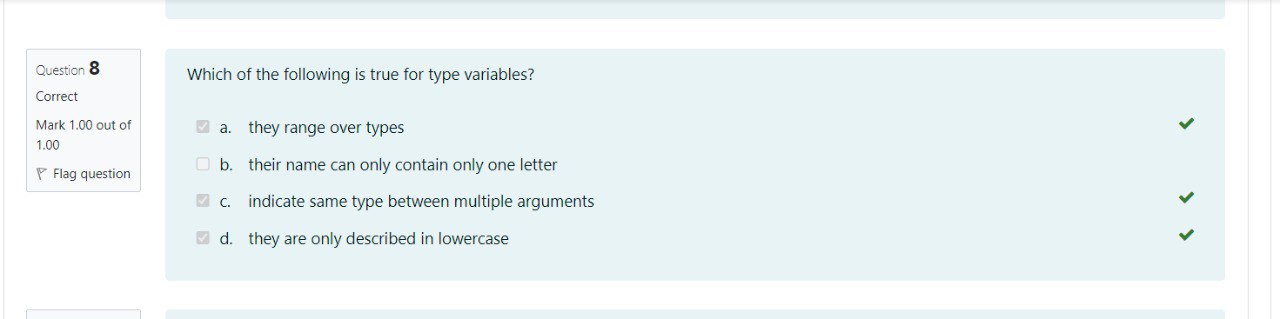 Question 8
Correct
Mark 1.00 out of
1.00
Flag question
Which of the following is true for type variables?
a. they range over types
b. their name can only contain only one letter
c. indicate same type between multiple arguments
d. they are only described in lowercase